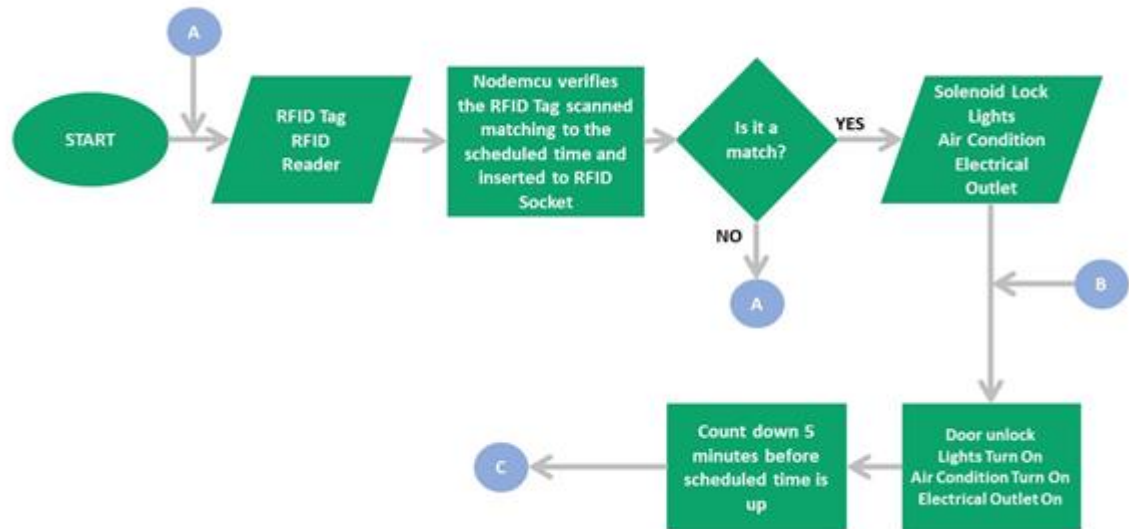 A
START
RFID Tag
RFID
Reader
Nodemcu verifies
the RFID Tag scanned
matching to the
scheduled time and
inserted to RFID
Socket
Is it a
match?
YES
Solenoid Lock
Lights
Air Condition
Electrical
Outlet
NO
A
B
Door unlock
Lights Turn On
Air Condition Turn On
Electrical Outlet On
Count down 5
minutes before
scheduled time is
up
C